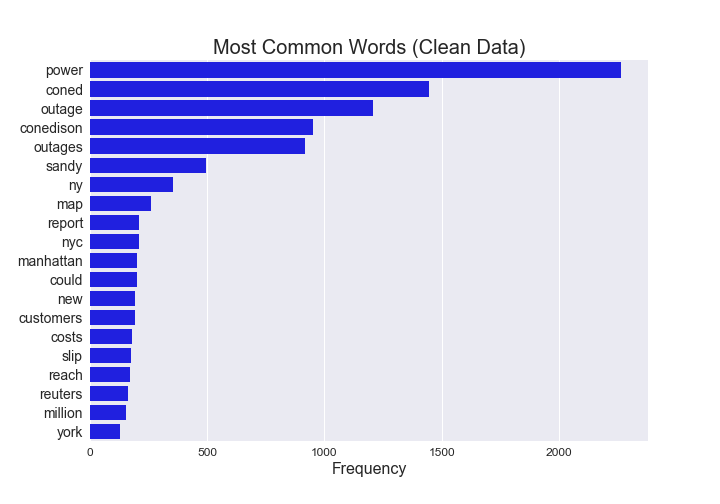 Most Common Words (Clean Data)
power
coned
outage
conedison
outages
sandy
ny
map
report
nyc
manhattan
could
new
customers
costs
slip
reach
reuters
million
york
0 500 1000 1500 2000
Frequency